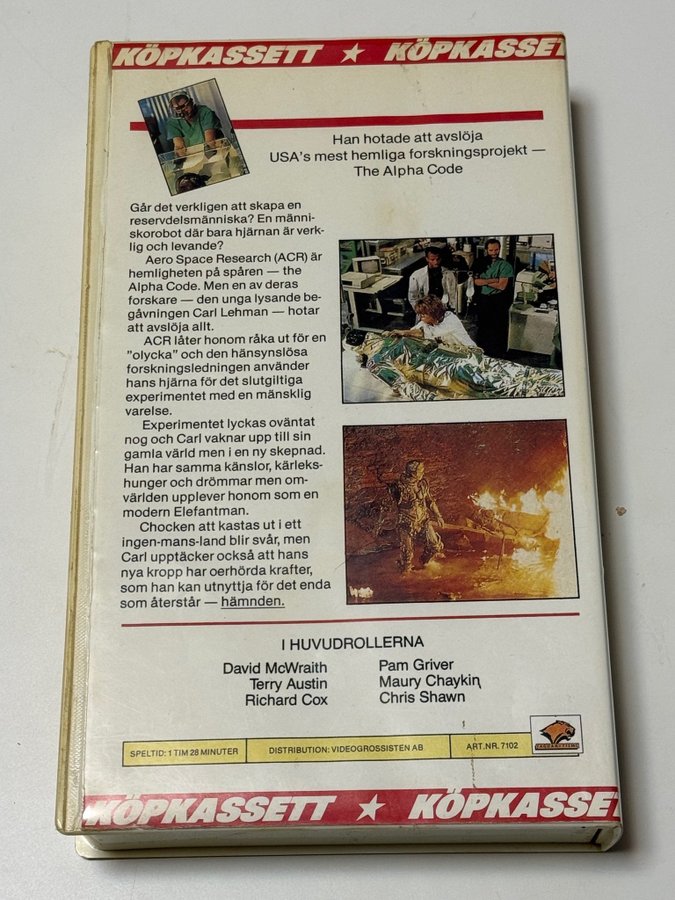 KÖPKASSETT ★ KÖPKASSET
Han hotade att avslöja
USA's mest hemliga forskningsprojekt —
The Alpha Code
Går det verkligen att skapa en
reservdelsmänniska? En männi-
skorobot där bara hjärnan är verk-
lig och levande?
Aero Space Research (ACR) är
hemligheten på spåren — the
Alpha Code. Men en av deras
forskare — den unga lysande be-
gåvningen Carl Lehman — hotar
att avslöja allt.
ACR låter honom råka ut för en
”olycka” och den hänsynslösa
forskningsledningen använder
hans hjärna för det slutgiltiga
experimentet med en mänsklig
varelse.
Experimentet lyckas oväntat
nog och Carl vaknar upp till sin
gamla värld men i en ny skepnad.
Han har samma känslor, kärleks-
hunger och drömmar men om-
världen upplever honom som en
modern Elefantman.
Chocken att kastas ut i ett
ingen-mans-land blir svår, men
Carl upptäcker också att hans
nya kropp har oerhörda krafter,
som han kan utnyttja för det enda
som återstår — hämnden.
I HUVUDROLLERNA
David McWraith Pam Griver
Terry Austin Maury Chaykin
Richard Cox Chris Shawn
SPELTID: 1 TIM 28 MINUTER DISTRIBUTION: VIDEOGROSSISTEN AB ART.NR. 7102
KÖPKASSETT ★ KÖPKASSET